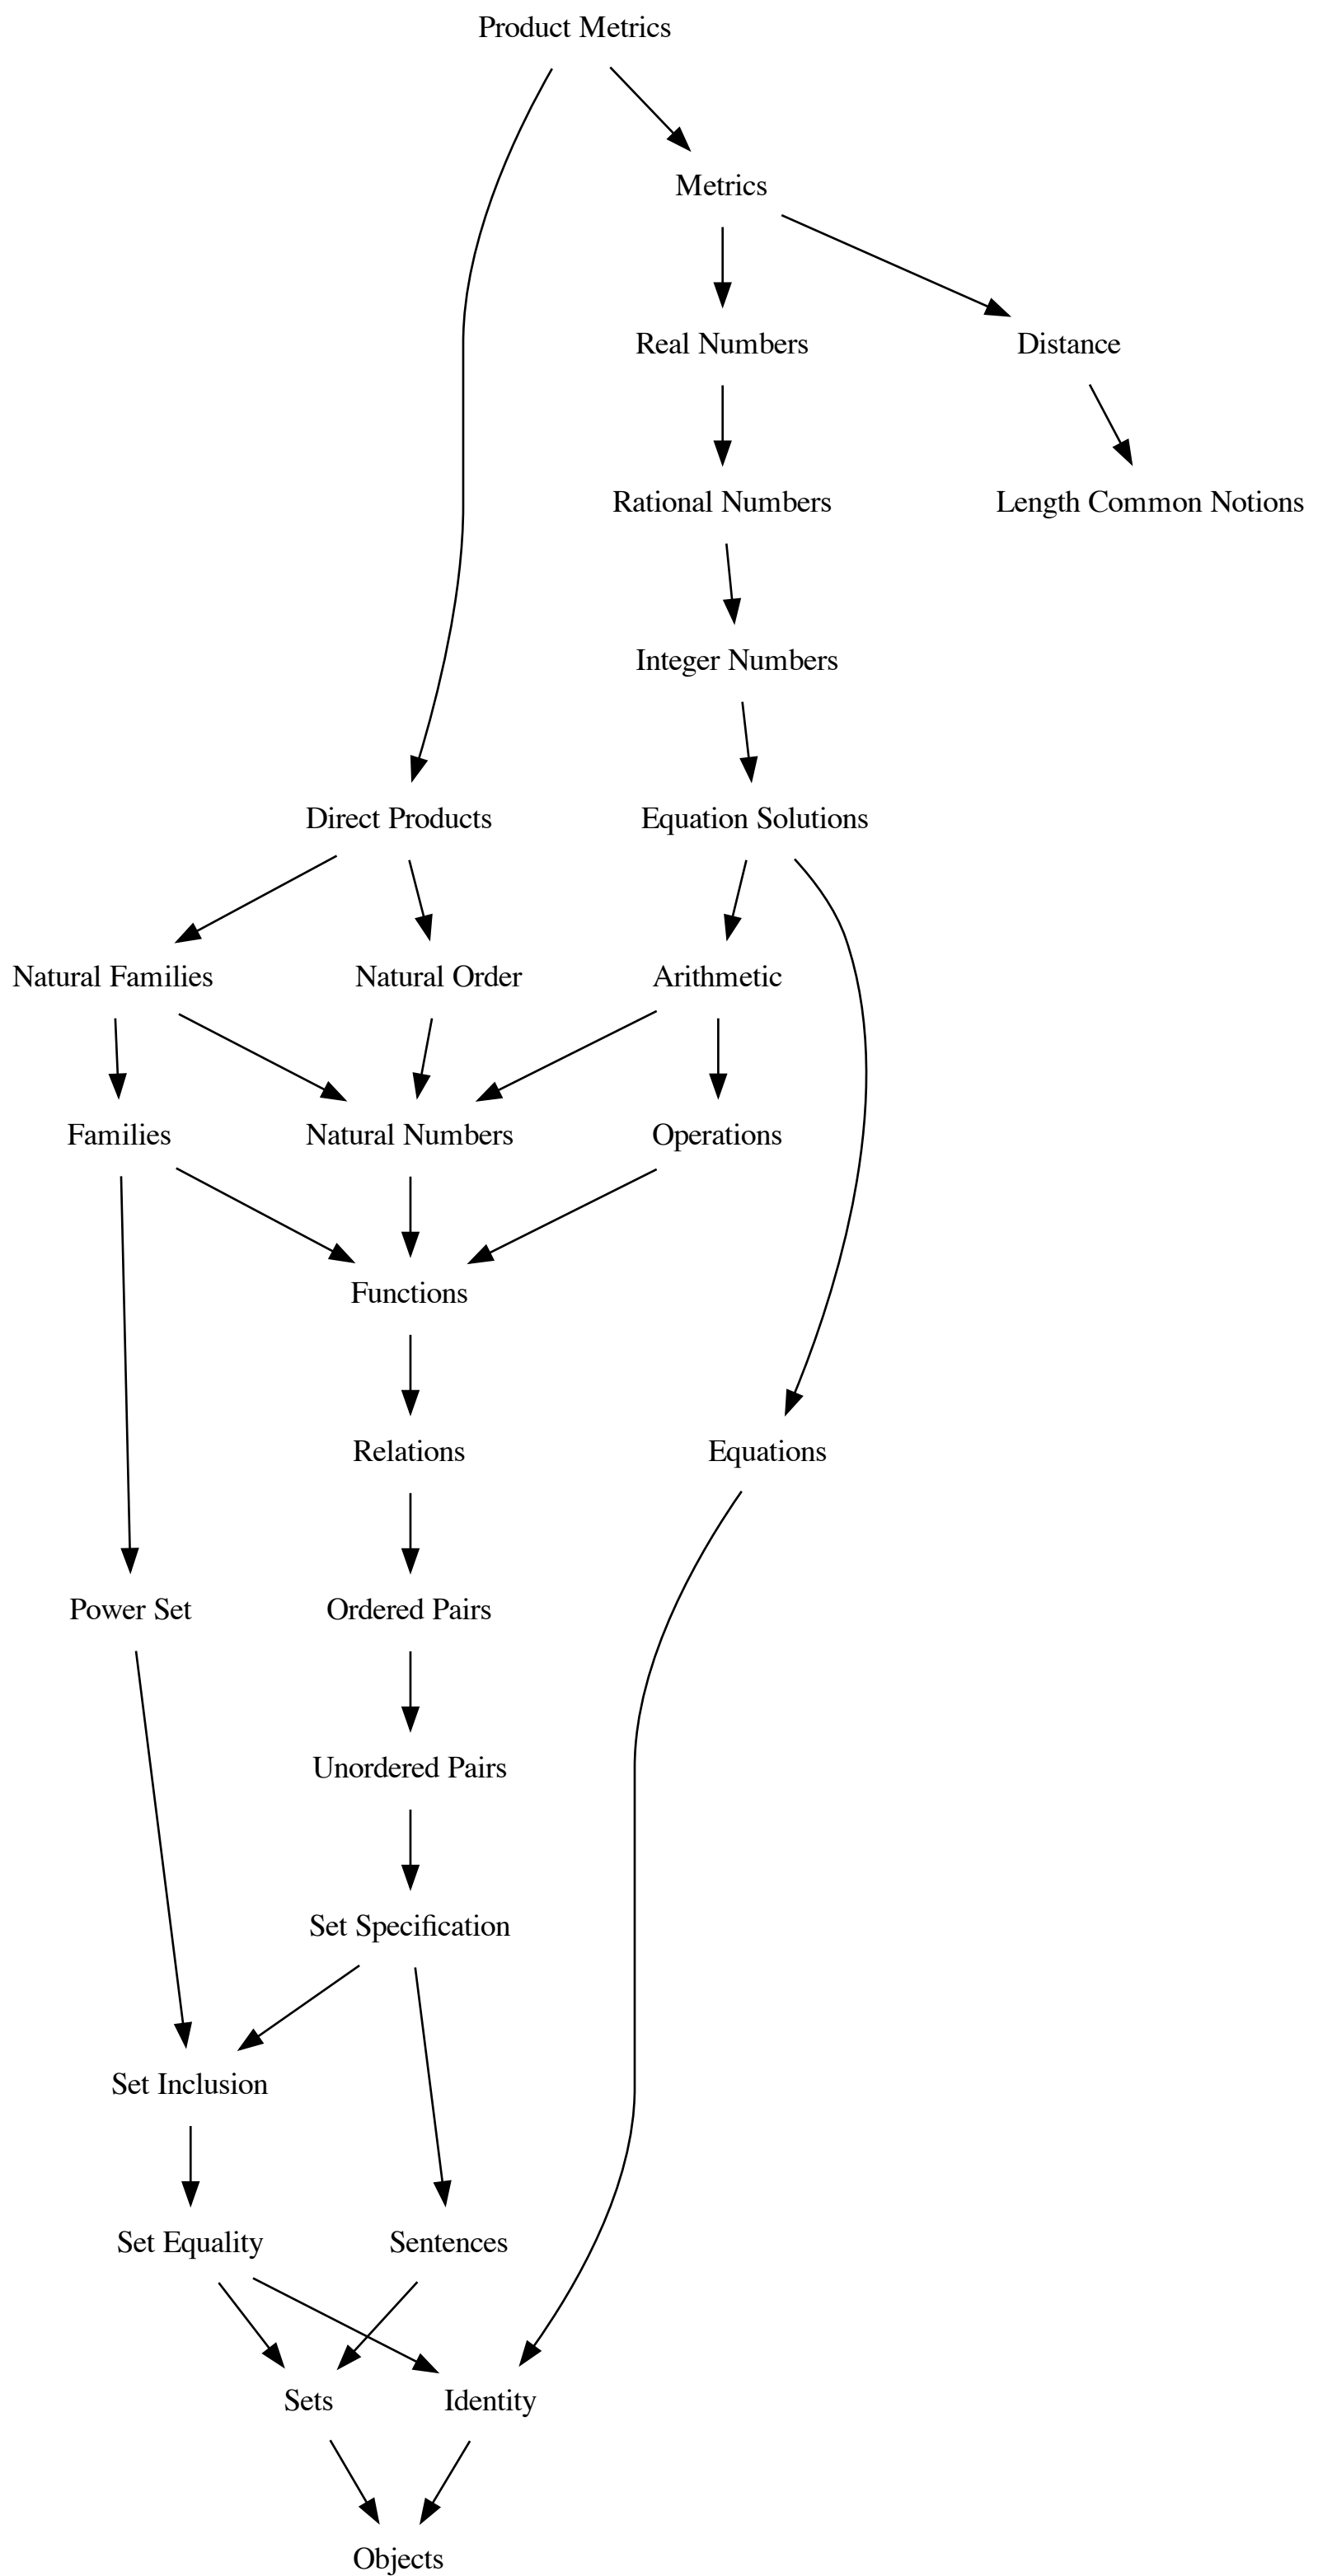 Product Metrics
Metrics
Real Numbers
Distance
Rational Numbers
Length Common Notions
Integer Numbers
Direct Products
Equation Solutions
Natural Families
Natural Order
Arithmetic
Families
Natural Numbers
Operations
Functions
Relations
Equations
Power Set
Ordered Pairs
Unordered Pairs
Set Specification
Set Inclusion
Set Equality
Sentences
Sets
Identity
Objects